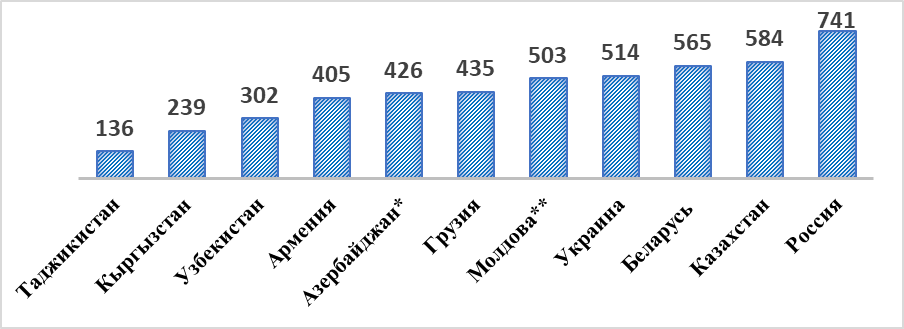 136
239
302
405
426
435
503
514
565
584
741
Таджикистан
Кыргызстан
Узбекистан
Армения
Азербайджан*
Грузия
Молдова**
Украина
Беларусь
Казахстан
Россия